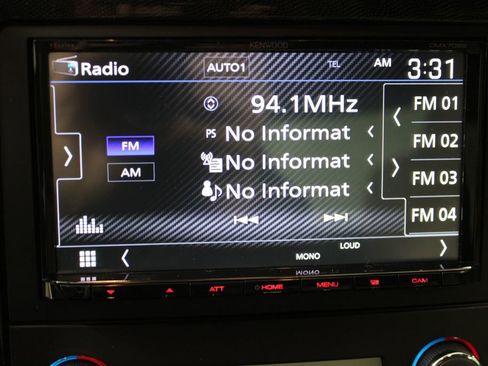 KENWOOD
Radio
AUTO1
TEL
AM 3:31
94.1MHz
FM 01
PS No Informat
FM
FM 02
No Informat
AM
FM 03
No Informat
FM 04
LOUD
MONO
ATT
HOME
MENU
CAM